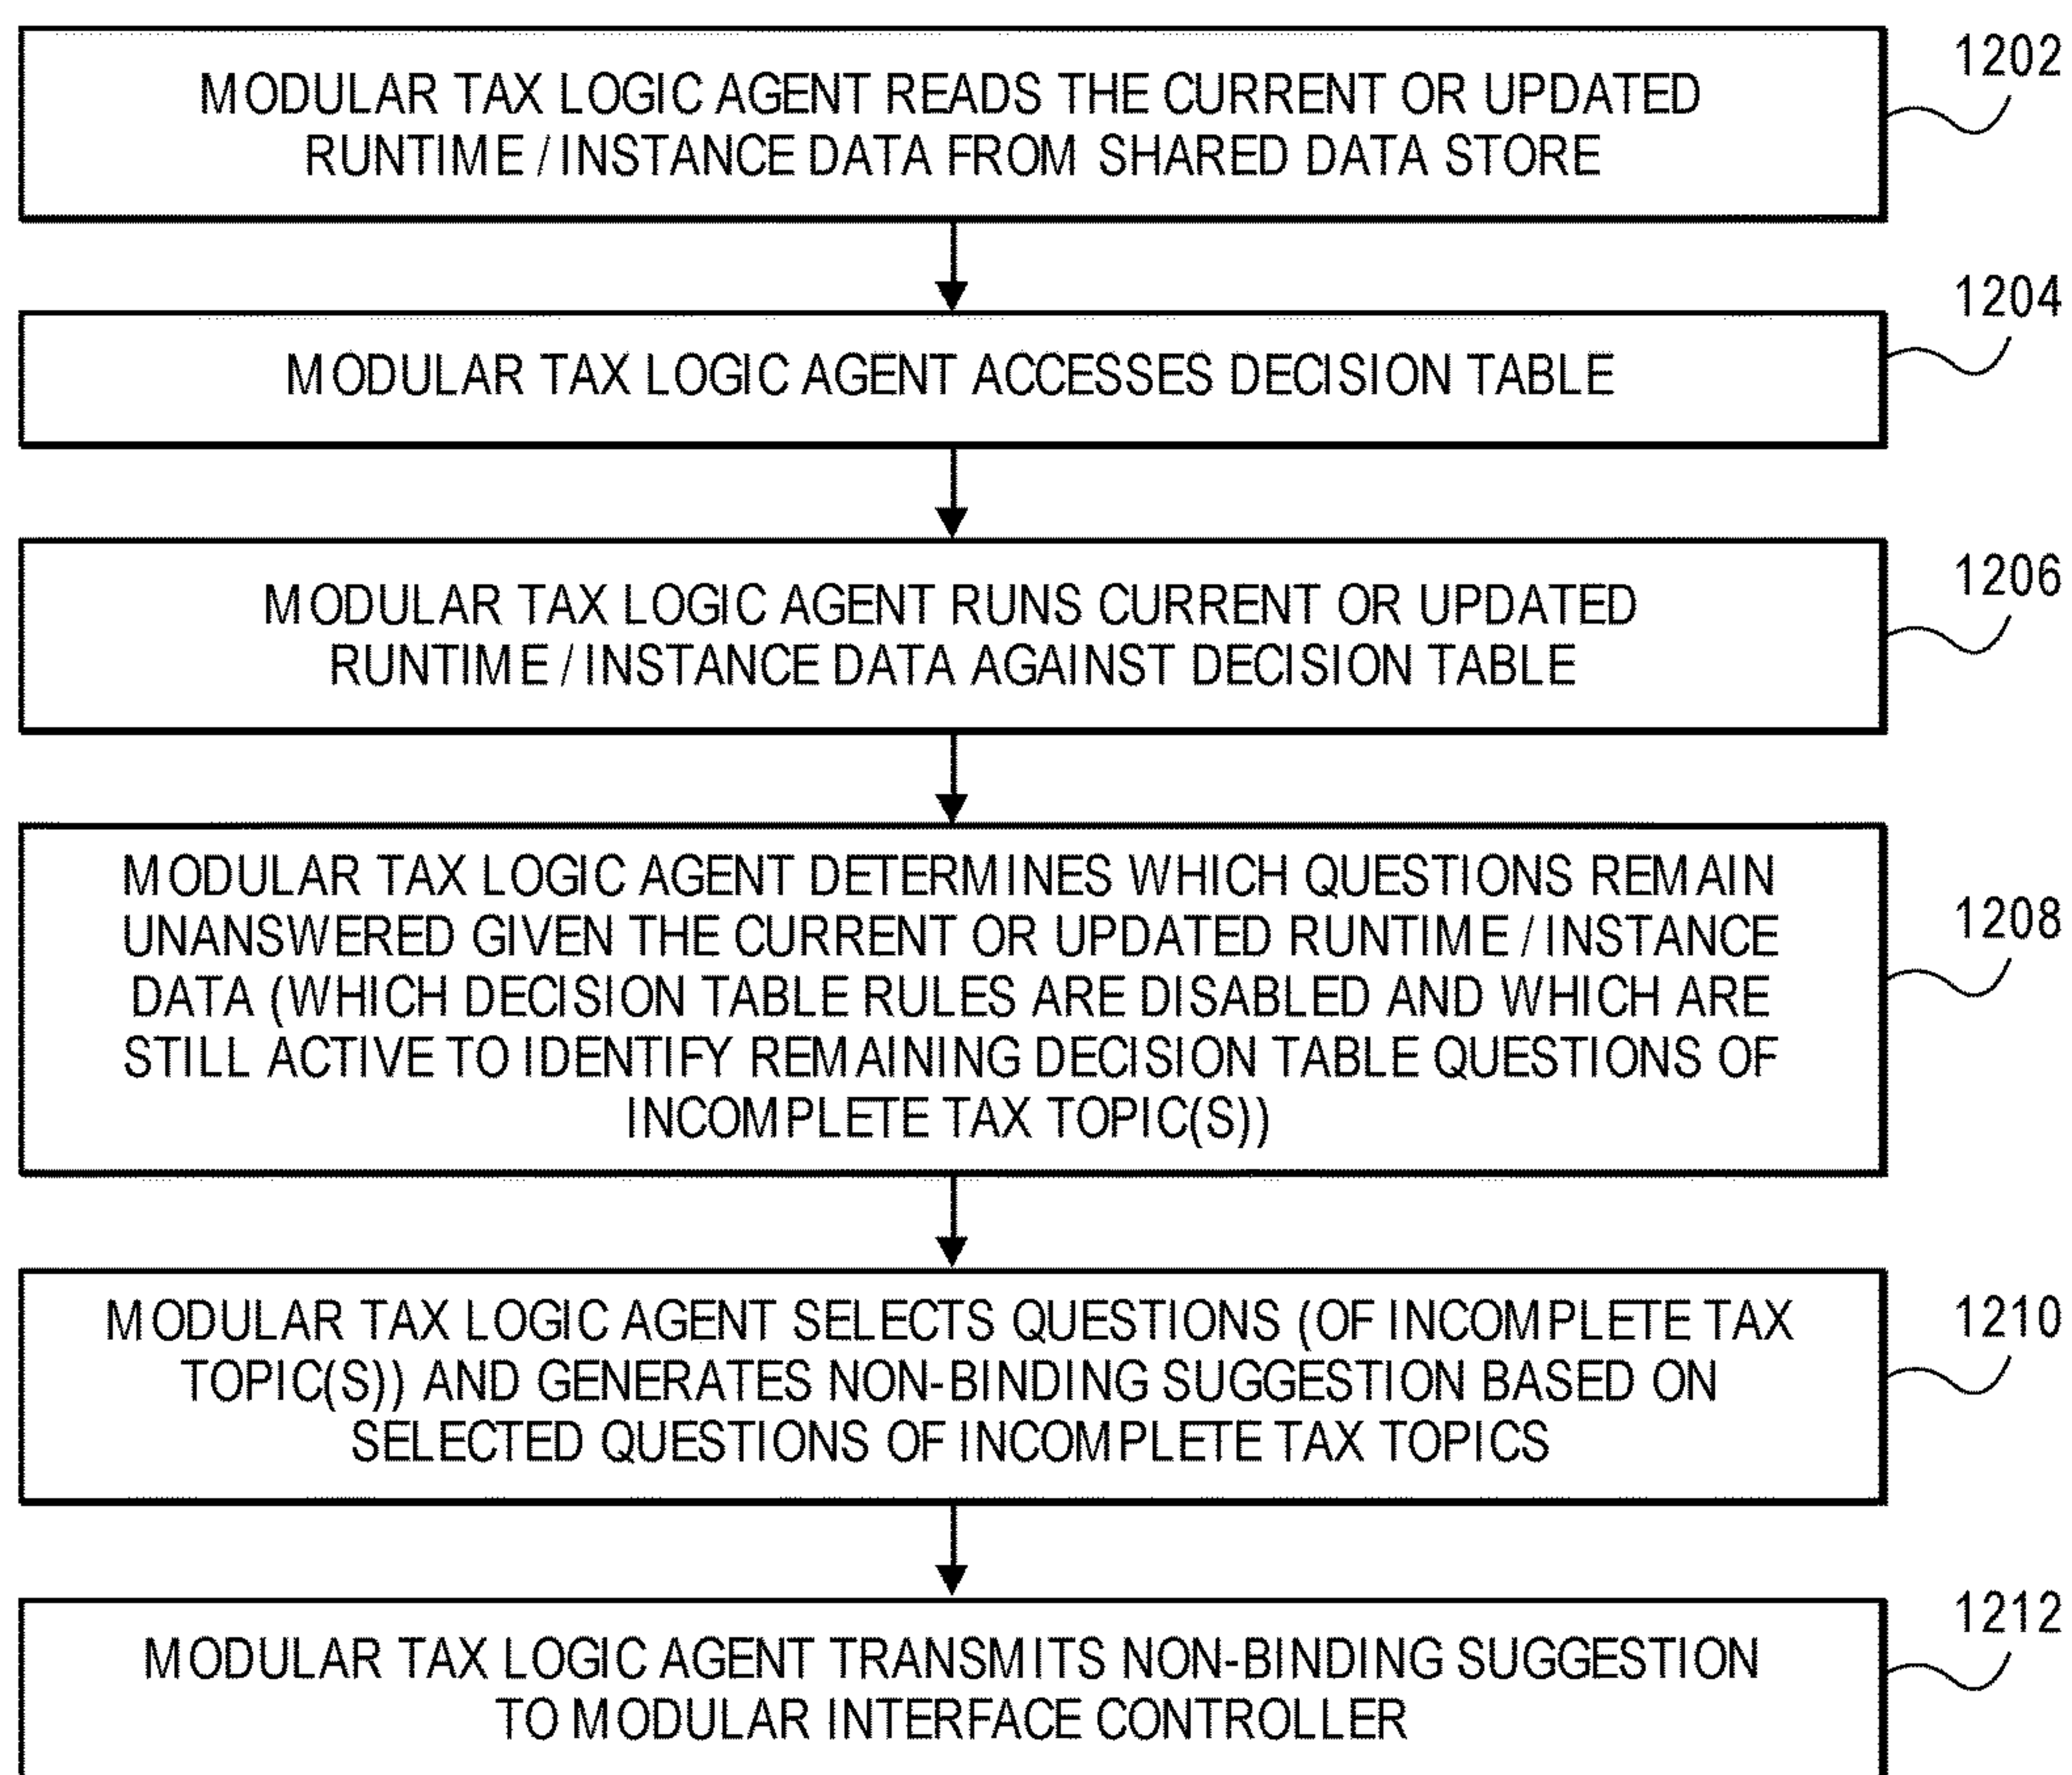 1202
MODULAR TAX LOGIC AGENT READS THE CURRENT OR UPDATED
RUNTIME / INSTANCE DATA FROM SHARED DATA STORE
1204
MODULAR TAX LOGIC AGENT ACCESSES DECISION TABLE
1206
MODULAR TAX LOGIC AGENT RUNS CURRENT OR UPDATED
RUNTIME / INSTANCE DATA AGAINST DECISION TABLE
1208
MODULAR TAX LOGIC AGENT DETERMINES WHICH QUESTIONS REMAIN
UNANSWERED GIVEN THE CURRENT OR UPDATED RUNTIME / INSTANCE
DATA (WHICH DECISION TABLE RULES ARE DISABLED AND WHICH ARE
STILL ACTIVE TO IDENTIFY REMAINING DECISION TABLE QUESTIONS OF
INCOMPLETE TAX TOPIC(S))
1210
MODULAR TAX LOGIC AGENT SELECTS QUESTIONS (OF INCOMPLETE TAX
TOPIC(S)) AND GENERATES NON-BINDING SUGGESTION BASED ON
SELECTED QUESTIONS OF INCOMPLETE TAX TOPICS
1212
MODULAR TAX LOGIC AGENT TRANSMITS NON-BINDING SUGGESTION
TO MODULAR INTERFACE CONTROLLER